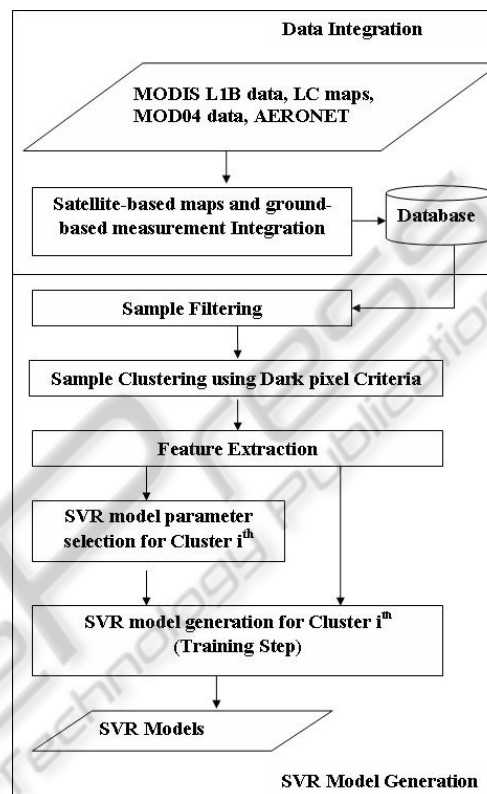 Data Integration
MODIS L1B data, LC maps,
MOD04 data, AERONET
Satellite-based maps and ground-
based measurement Integration
Database
Sample Filtering
Sample Clustering using Dark pixel Criteria
Feature Extraction
SVR model parameter
selection for Cluster i^th
SVR model generation for Cluster i^th
(Training Step)
SVR Models
SVR Model Generation